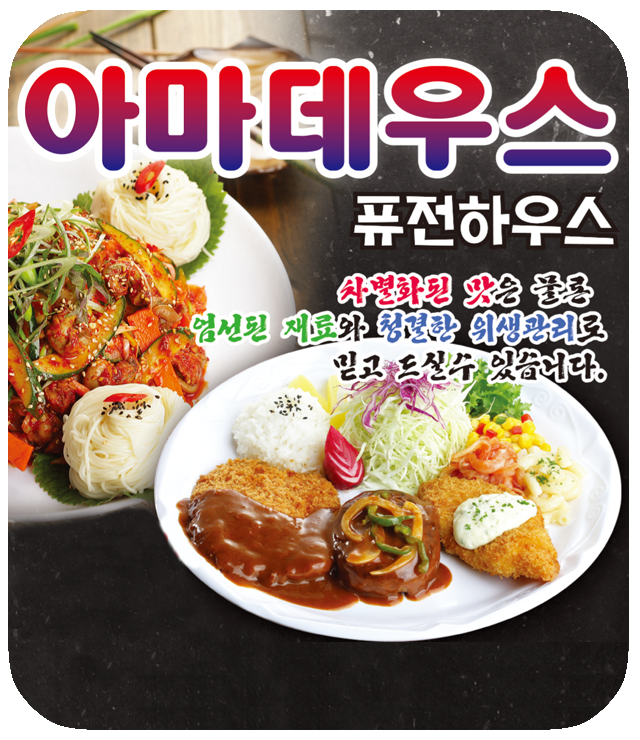 아마데우스
퓨전하우스
차별화된 맛은 물론
엄선된 재료와 청결한 위생관리로
믿고 드실수 있습니다.